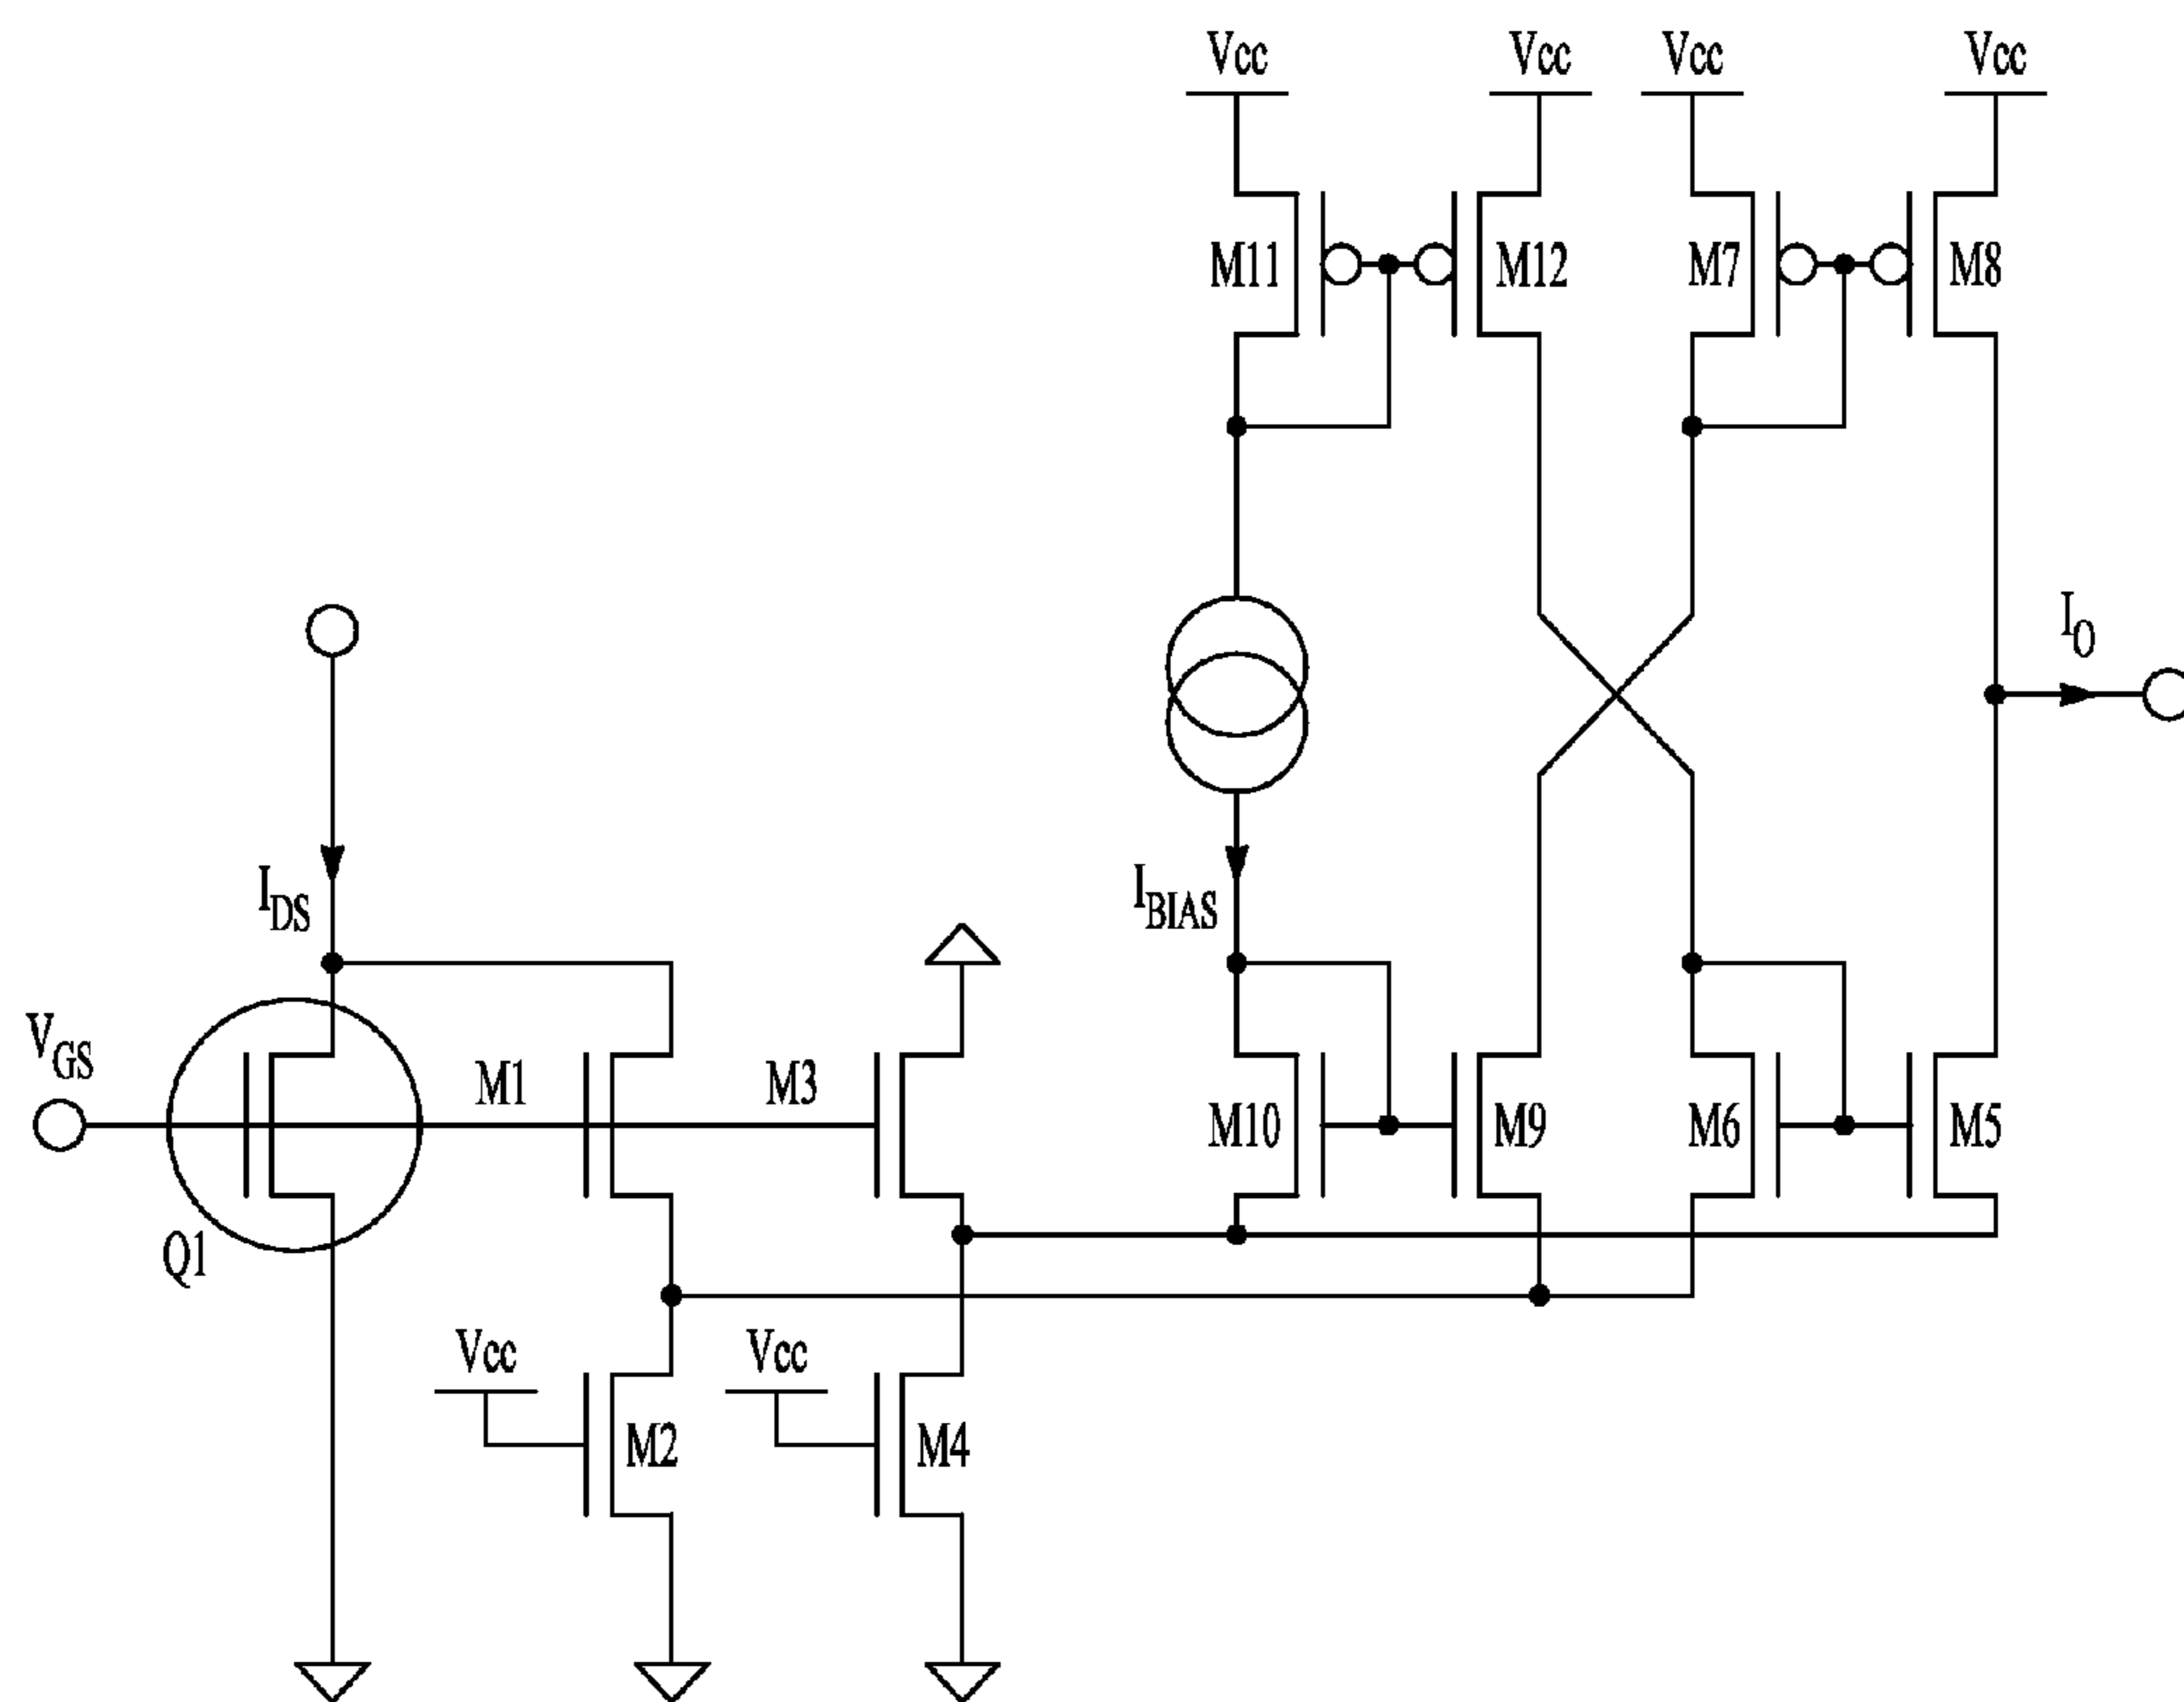 Vcc Vcc Vcc Vcc
M11 M12 M7 M8
IO
IDS
IBIAS
VGS
M1 M3
M10 M9 M6 M5
Q1
Vcc Vcc
M2 M4